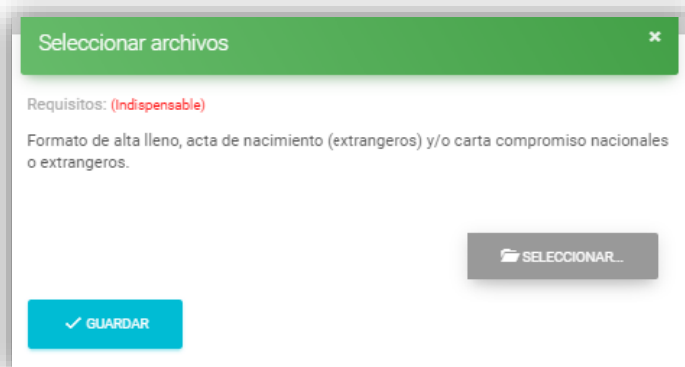 Seleccionar archivos
Requisitos: (Indispensable)
Formato de alta lleno, acta de nacimiento (extrangeros) y/o carta compromiso nacionales
o extrangeros.
SELECCIONAR...
GUARDAR